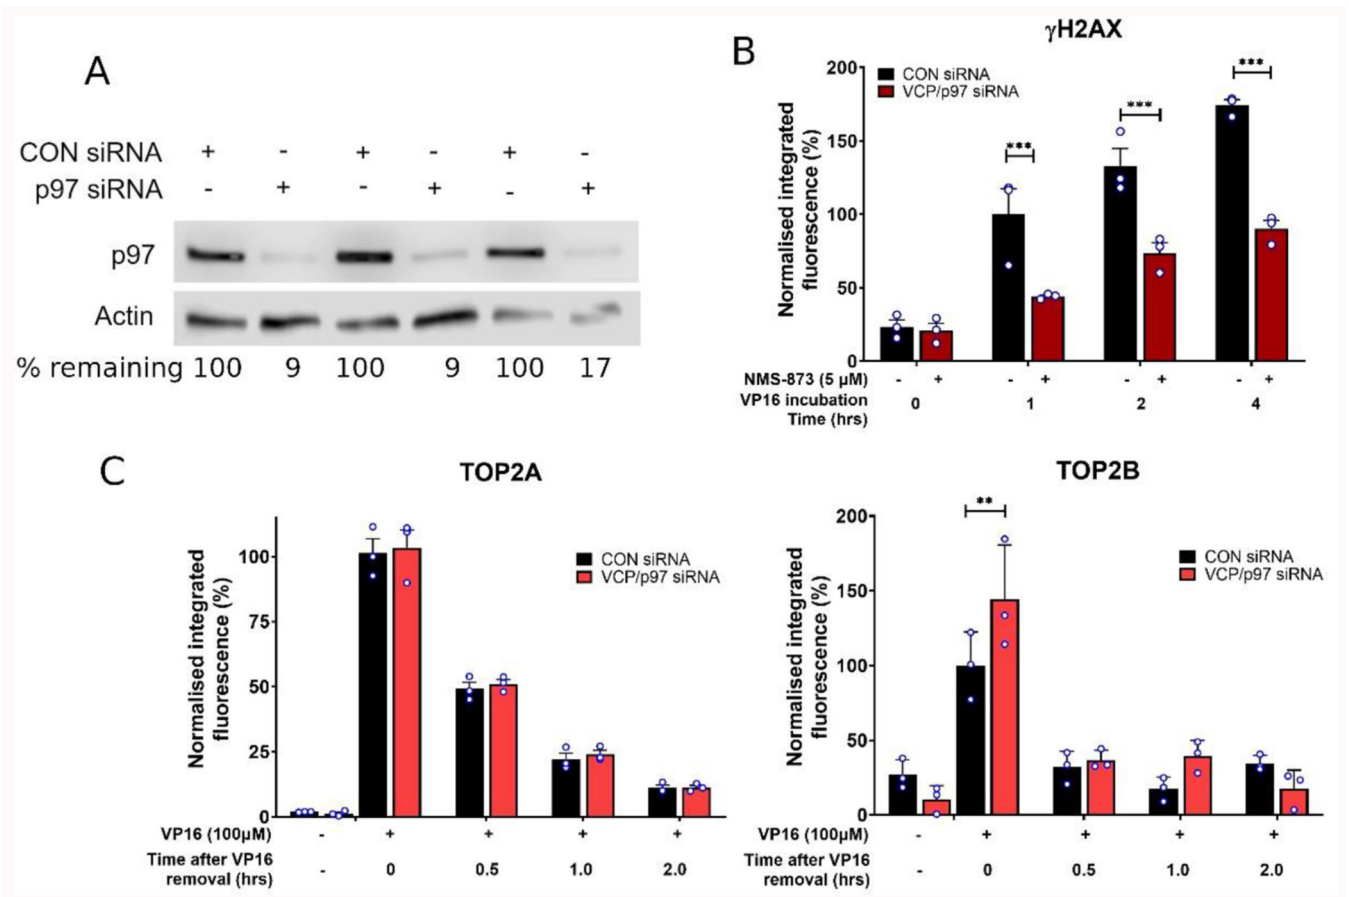 A
CON siRNA + - + - + -
p97 siRNA - + - + - +
p97
Actin
% remaining 100 9 100 9 100 17
B
γH2AX
Normalised integrated
fluorescence (%)
200
150
100
50
0
CON siRNA
VCP/p97 siRNA
***
***
***
NMS-873 (5 µM) - + - + - + - +
VP16 incubation
Time (hrs) 0 1 2 4
C
TOP2A
Normalised integrated
fluorescence (%)
100
75
50
25
0
CON siRNA
VCP/p97 siRNA
VP16 (100µM) - + + + +
Time after VP16
removal (hrs) - 0 0.5 1.0 2.0
TOP2B
Normalised integrated
fluorescence (%)
200
150
100
50
0
**
CON siRNA
VCP/p97 siRNA
VP16 (100µM) - + + + +
Time after VP16
removal (hrs) - 0 0.5 1.0 2.0